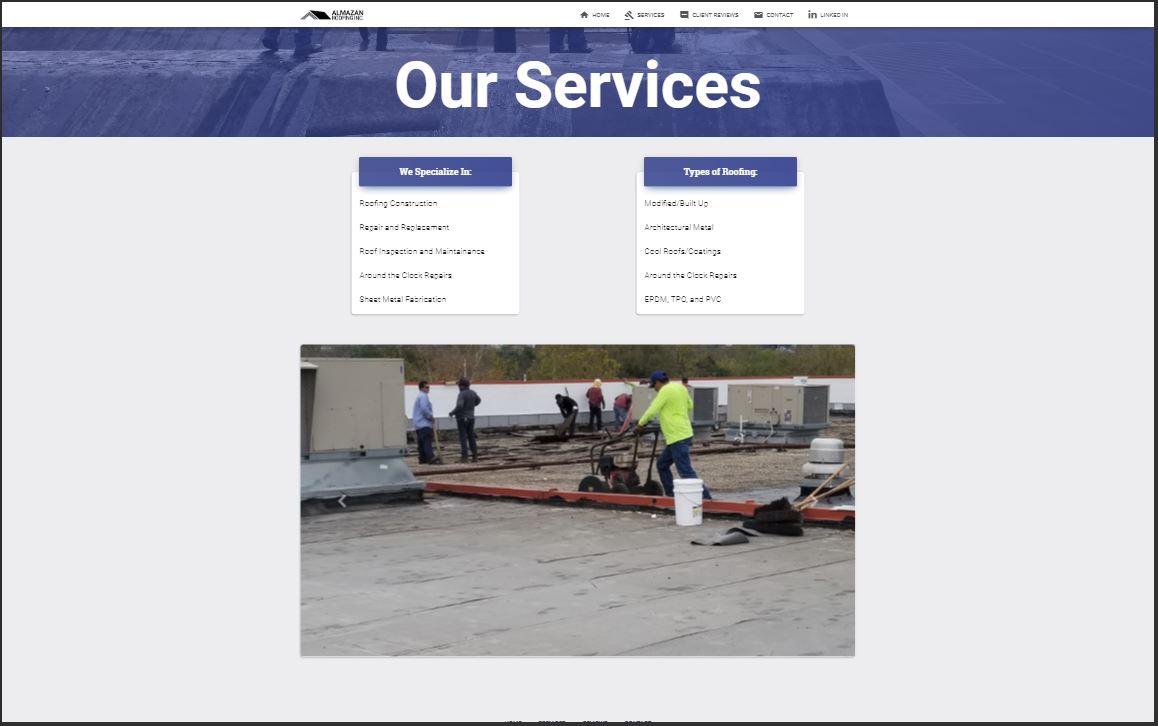 ALMAZAN
ROOFING INC.
HOME SERVICES CLIENT REVIEWS CONTACT LINKED IN
Our Services
We Specialize In:
Roofing Construction
Repair and Replacement
Roof Inspection and Maintainance
Around the Clock Repairs
Sheet Metal Fabrication
Types of Roofing:
Modified/Built Up
Architectural Metal
Cool Roofs/Coatings
Around the Clock Repairs
EPDM, TPO, and PVC